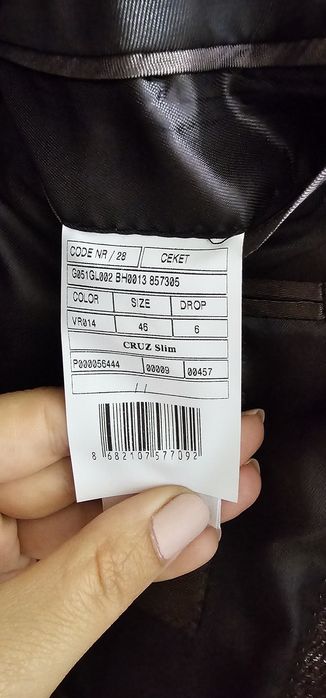 CODE NR / 28 CEKET
G051GL002 BH0013 857305
COLOR SIZE DROP
VR014 46 6
CRUZ Slim
P000056444 00009 00457
/ /
8 682107 577092